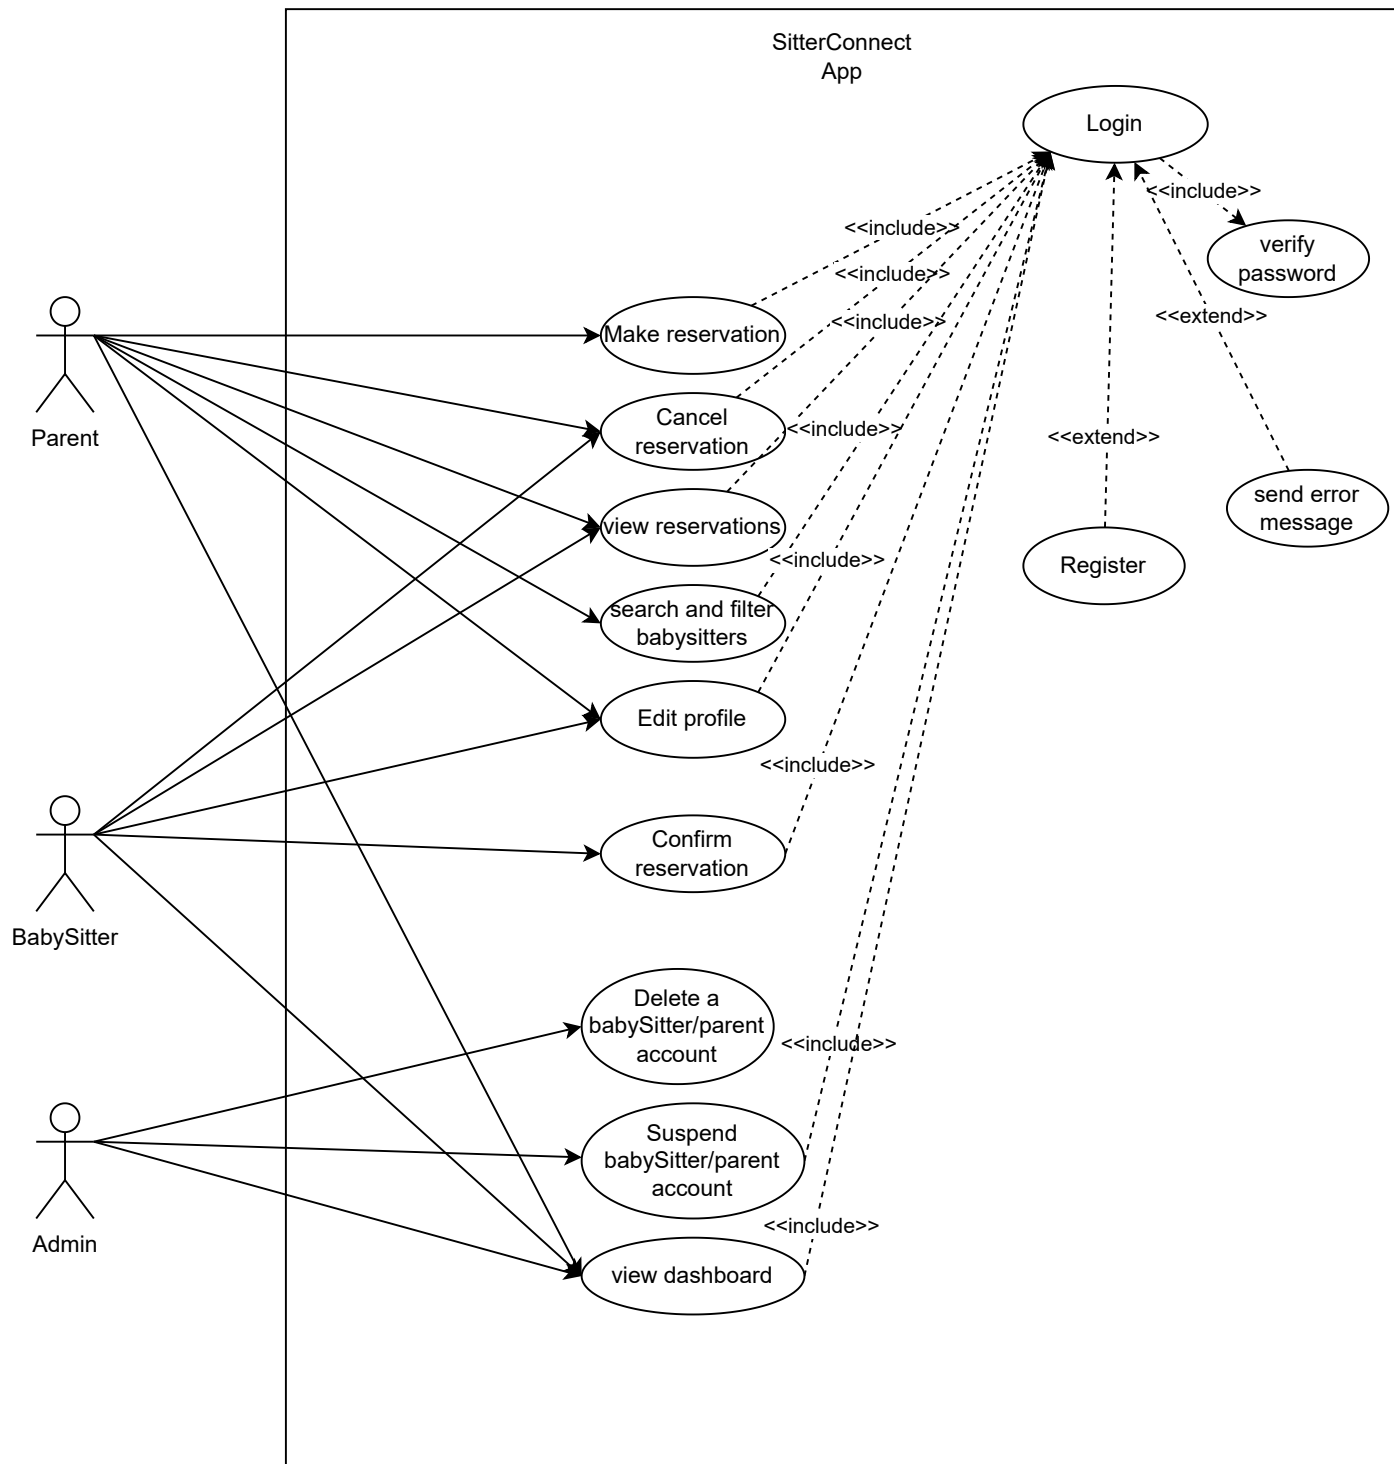 SitterConnect
App
Login
<<include>>
verify
password
<<include>>
<<include>>
<<extend>>
<<include>>
Make reservation
Parent
Cancel
reservation
<<include>>
<<extend>>
send error
message
view reservations
<<include>>
Register
search and filter
babysitters
Edit profile
<<include>>
Confirm
reservation
BabySitter
Delete a
babySitter/parent
account
<<include>>
Suspend
babySitter/parent
account
Admin
<<include>>
view dashboard